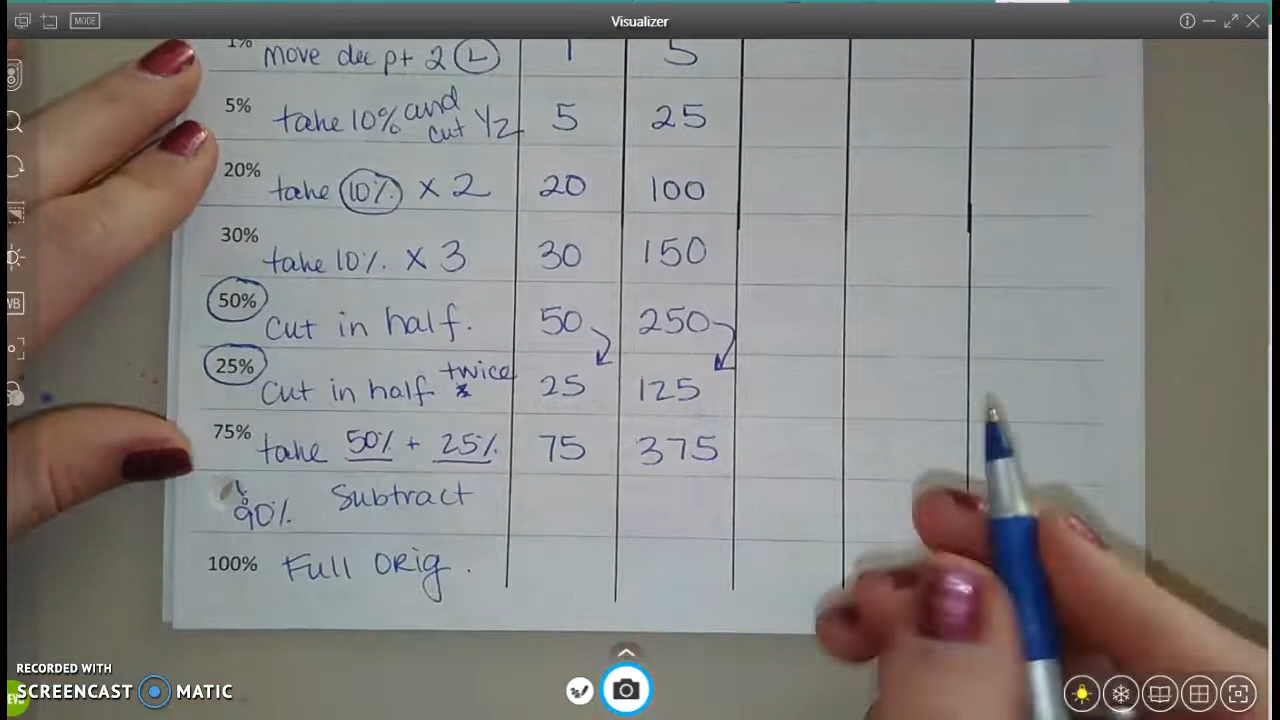 MODE
Visualizer
1%
move dec pt 2 L
1
5
5%
take 10% and
cut 1/2
5
25
20%
take 10% x 2
20
100
30%
take 10% x 3
30
150
50%
cut in half.
50
250
25%
cut in half twice
25
125
75%
take 50% + 25%
75
375
90%
Subtract
100%
Full Orig.
WB
RECORDED WITH
SCREENCAST MATIC